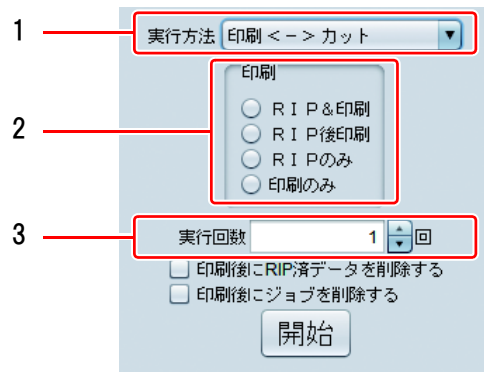 1
実行方法 印刷<->カット
印刷
2
RIP&印刷
RIP後印刷
RIPのみ
印刷のみ
3
実行回数 1 回
印刷後にRIP済データを削除する
印刷後にジョブを削除する
開始